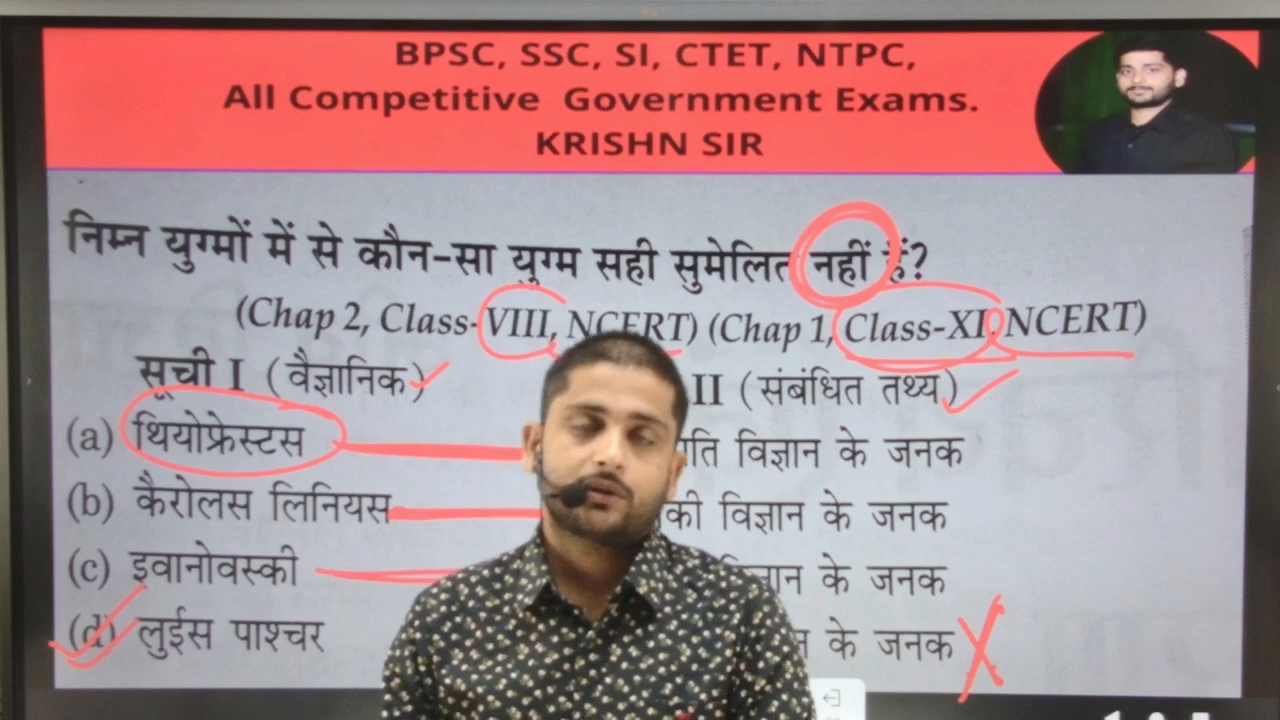 BPSC, SSC, SI, CTET, NTPC,
All Competitive Government Exams.
KRISHN SIR
निम्न युग्मों में से कौन-सा युग्म सही सुमेलित नहीं हैं?
(Chap 2, Class-VIII, NCERT) (Chap 1, Class-XI, NCERT)
सूची I (वैज्ञानिक) II (संबंधित तथ्य)
(a) थियोफ्रेस्टस विज्ञान के जनक
(b) कैरोलस लिनियस विज्ञान के जनक
(c) इवानोवस्की के जनक
(d) लुईस पाश्चर के जनक